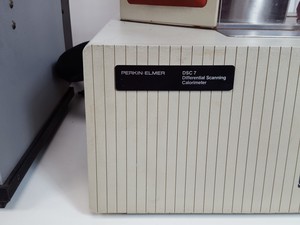 PERKIN ELMER
DSC 7
Differential Scanning
Calorimeter